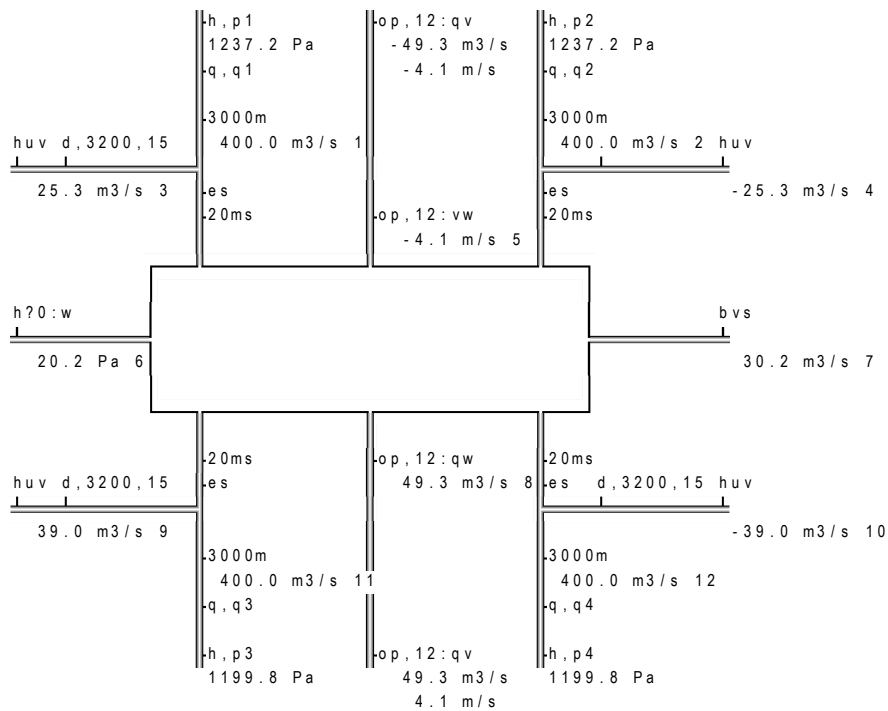 h,p1
1237.2 Pa
q,q1
3000m
400.0 m3/s 1
huv d,3200,15
25.3 m3/s 3
es
20ms
op,12:qv
-49.3 m3/s
-4.1 m/s
op,12:vw
-4.1 m/s 5
h,p2
1237.2 Pa
q,q2
3000m
400.0 m3/s 2 huv
-25.3 m3/s 4
es
20ms
h?0:w
20.2 Pa 6
bvs
30.2 m3/s 7
20ms
huv d,3200,15
es
39.0 m3/s 9
3000m
400.0 m3/s 11
q,q3
h,p3
1199.8 Pa
op,12:qw
49.3 m3/s 8
op,12:qv
49.3 m3/s
4.1 m/s
20ms
es d,3200,15 huv
-39.0 m3/s 10
3000m
400.0 m3/s 12
q,q4
h,p4
1199.8 Pa